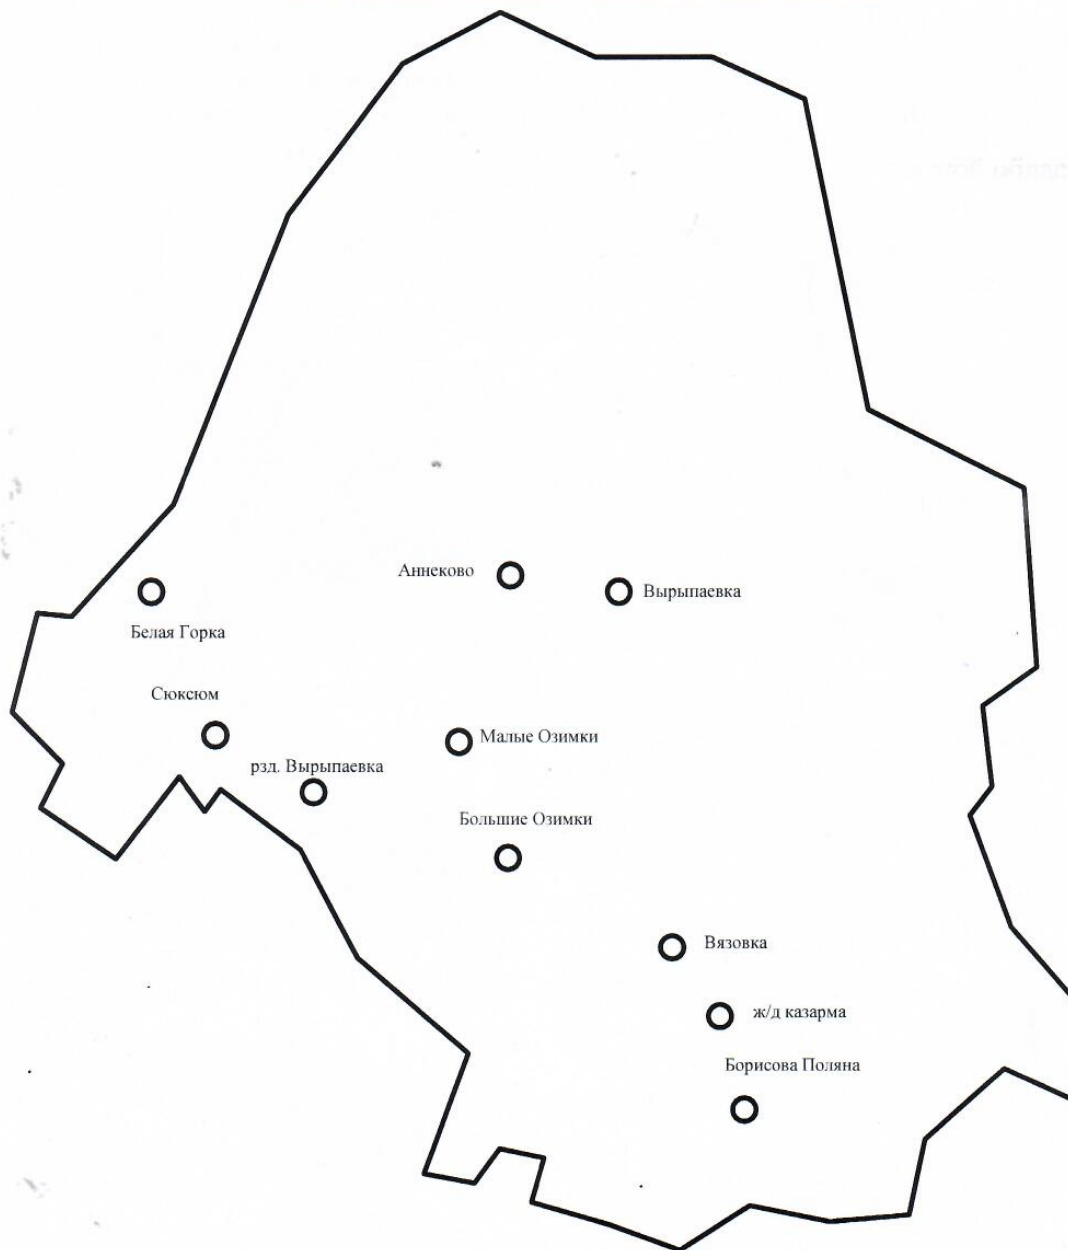 Аннеково
Вырыпаевка
Белая Горка
Сюксюм
Малые Озимки
рзд. Вырыпаевка
Большие Озимки
Вязовка
ж/д казарма
Борисова Поляна